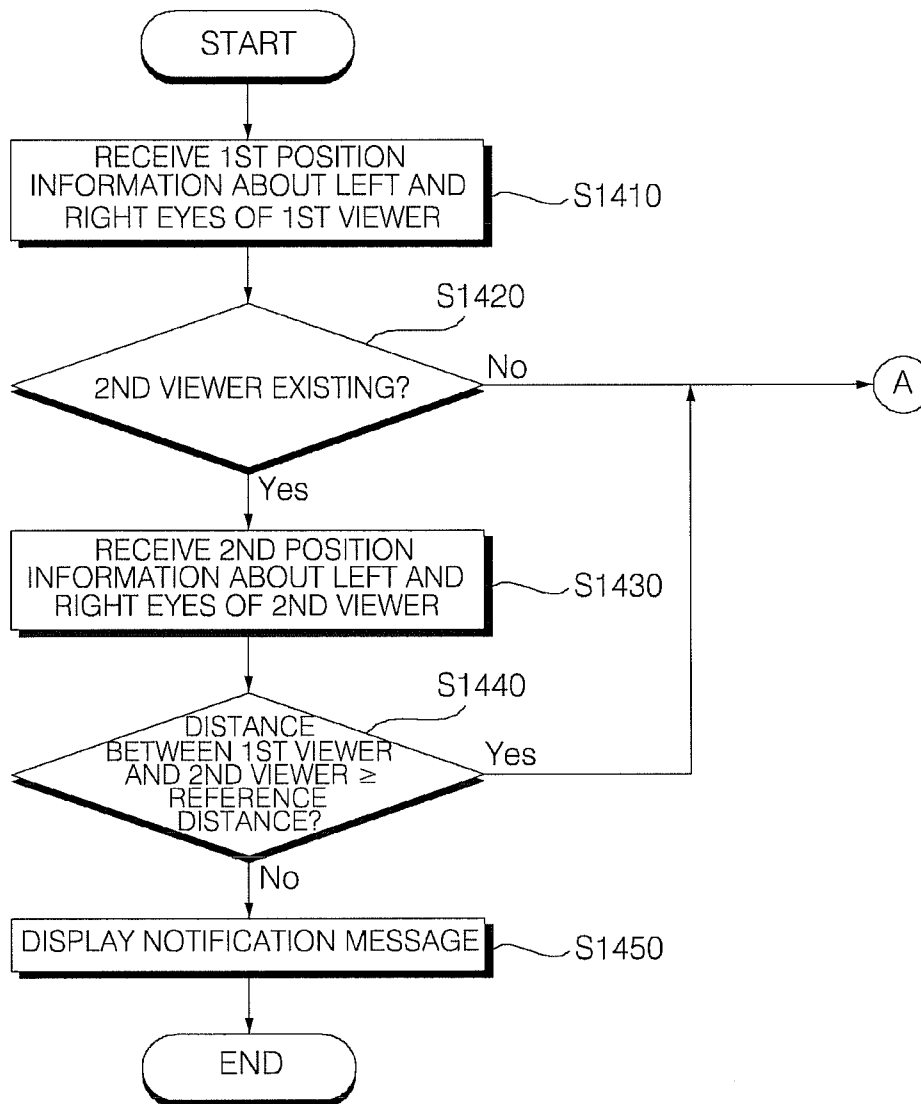 START
RECEIVE 1ST POSITION
INFORMATION ABOUT LEFT AND
RIGHT EYES OF 1ST VIEWER
S1410
S1420
2ND VIEWER EXISTING?
No
A
Yes
RECEIVE 2ND POSITION
INFORMATION ABOUT LEFT AND
RIGHT EYES OF 2ND VIEWER
S1430
S1440
DISTANCE
BETWEEN 1ST VIEWER
AND 2ND VIEWER ≥
REFERENCE
DISTANCE?
Yes
No
DISPLAY NOTIFICATION MESSAGE
S1450
END